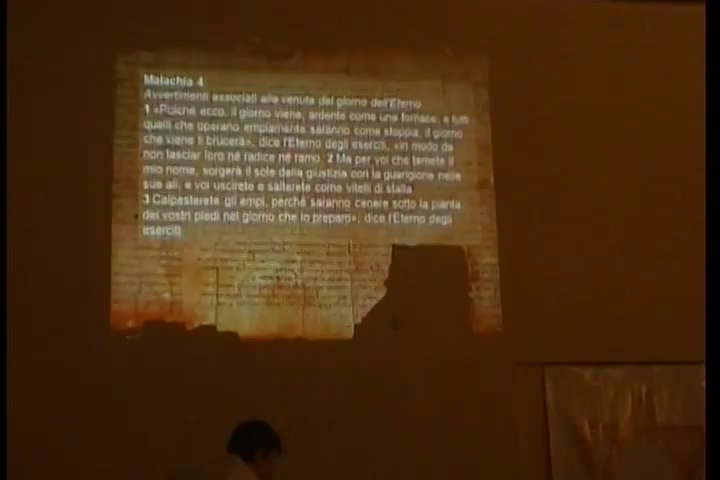 Malachia 4
Avvertimenti associati alla venuta del giorno dell'Eterno
1 «Poiché ecco, il giorno viene, ardente come una fornace, e tutti
quelli che operano empiamente saranno come stoppia, il giorno
che viene li brucerà», dice l'Eterno degli eserciti, «in modo da
non lasciar loro né radice né ramo. 2 Ma per voi che temete il
mio nome, sorgerà il sole della giustizia con la guarigione nelle
sue ali, e voi uscirete e salterete come vitelli di stalla.
3 Calpesterete gli empi, perché saranno cenere sotto la pianta
dei vostri piedi nel giorno che io preparo», dice l'Eterno degli
eserciti